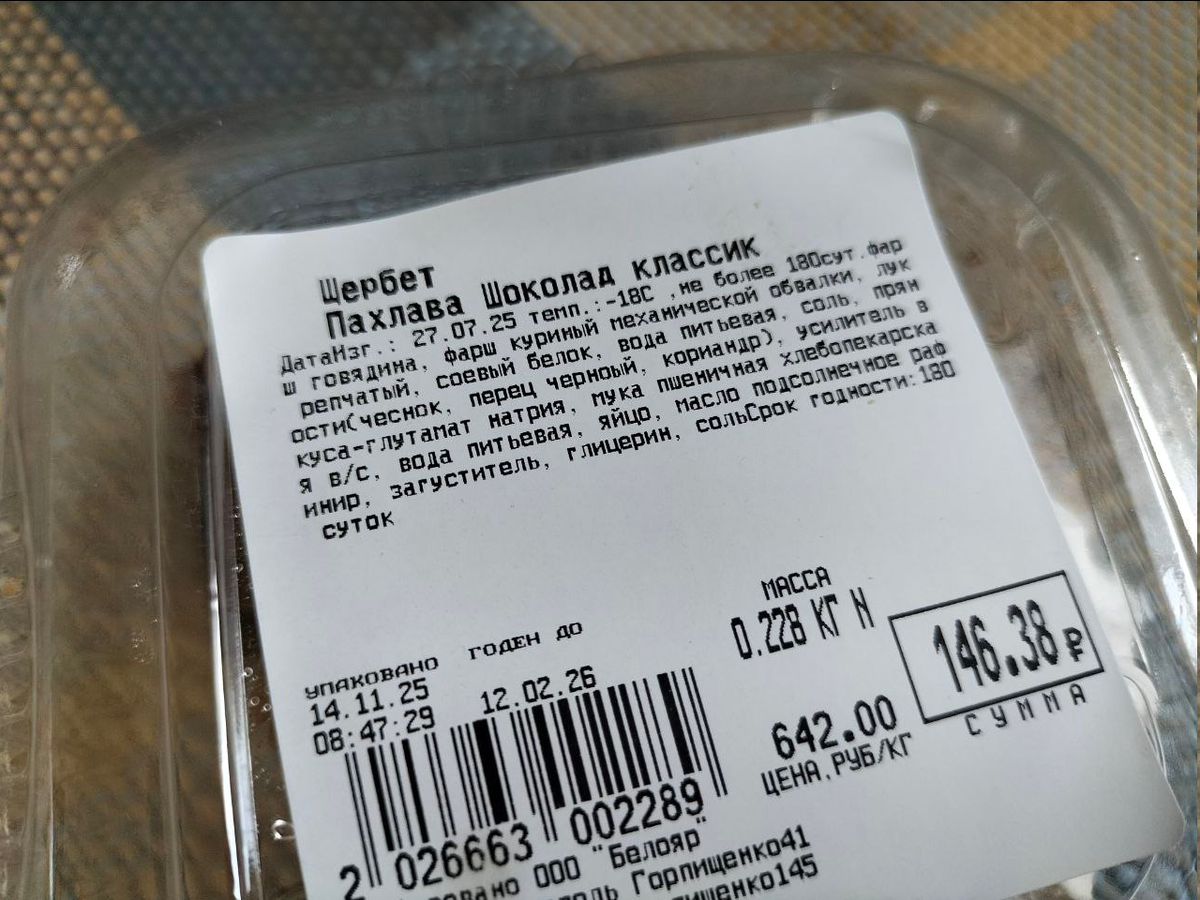 Щербет
Пахлава Шоколад классик
ДатаИзг.: 27.07.25 темп.:-18С ,не более 180сут.фар
ш говядина, фарш куриный механической обвалки, лук
репчатый, соевый белок, вода питьевая, соль, прян
ости(чеснок, перец черноый, кориандр), усилитель в
куса-глутамат натрия, мука пшеничная хлебопекарска
я в/с, вода питьевая, яйцо, масло подсолнечное раф
инир, загуститель, глицерин, сольСрок годности:180
суток
МАССА
0.228 КГ N
146.38₽
СУММА
УПАКОВАНО ГОДЕН ДО
14.11.25 12.02.26
08:47:29
642.00
ЦЕНА,РУБ/КГ
2 026663 002289
ООО "Белояр"
Горпищенко41
145